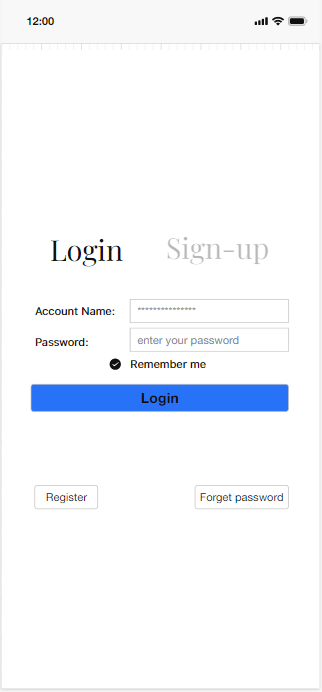 12:00
Login Sign-up
Account Name: ***************
Password: enter your password
Remember me
Login
Register Forget password